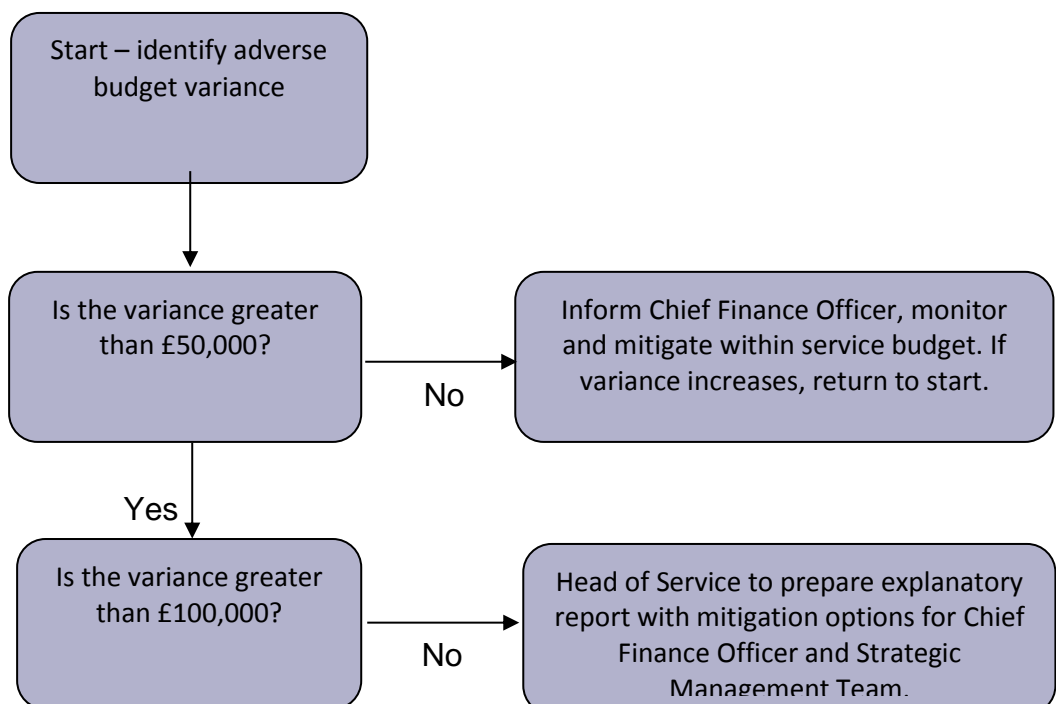 Start – identify adverse
budget variance
Is the variance greater
than £50,000?
No
Inform Chief Finance Officer, monitor
and mitigate within service budget. If
variance increases, return to start.
Yes
Is the variance greater
than £100,000?
No
Head of Service to prepare explanatory
report with mitigation options for Chief
Finance Officer and Strategic
Management Team.